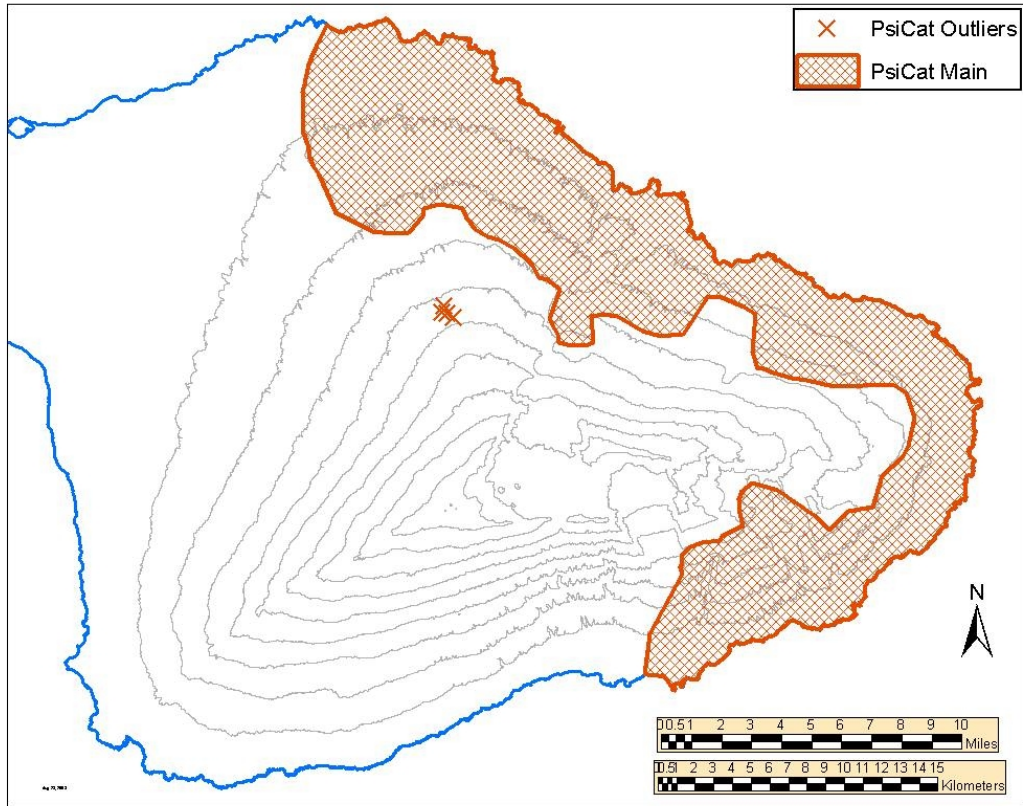 PsiCat Outliers
PsiCat Main
N
0 0.5 1 2 3 4 5 6 7 8 9 10
Miles
0 0.5 1 2 3 4 5 6 7 8 9 10 11 12 13 14 15
Kilometers